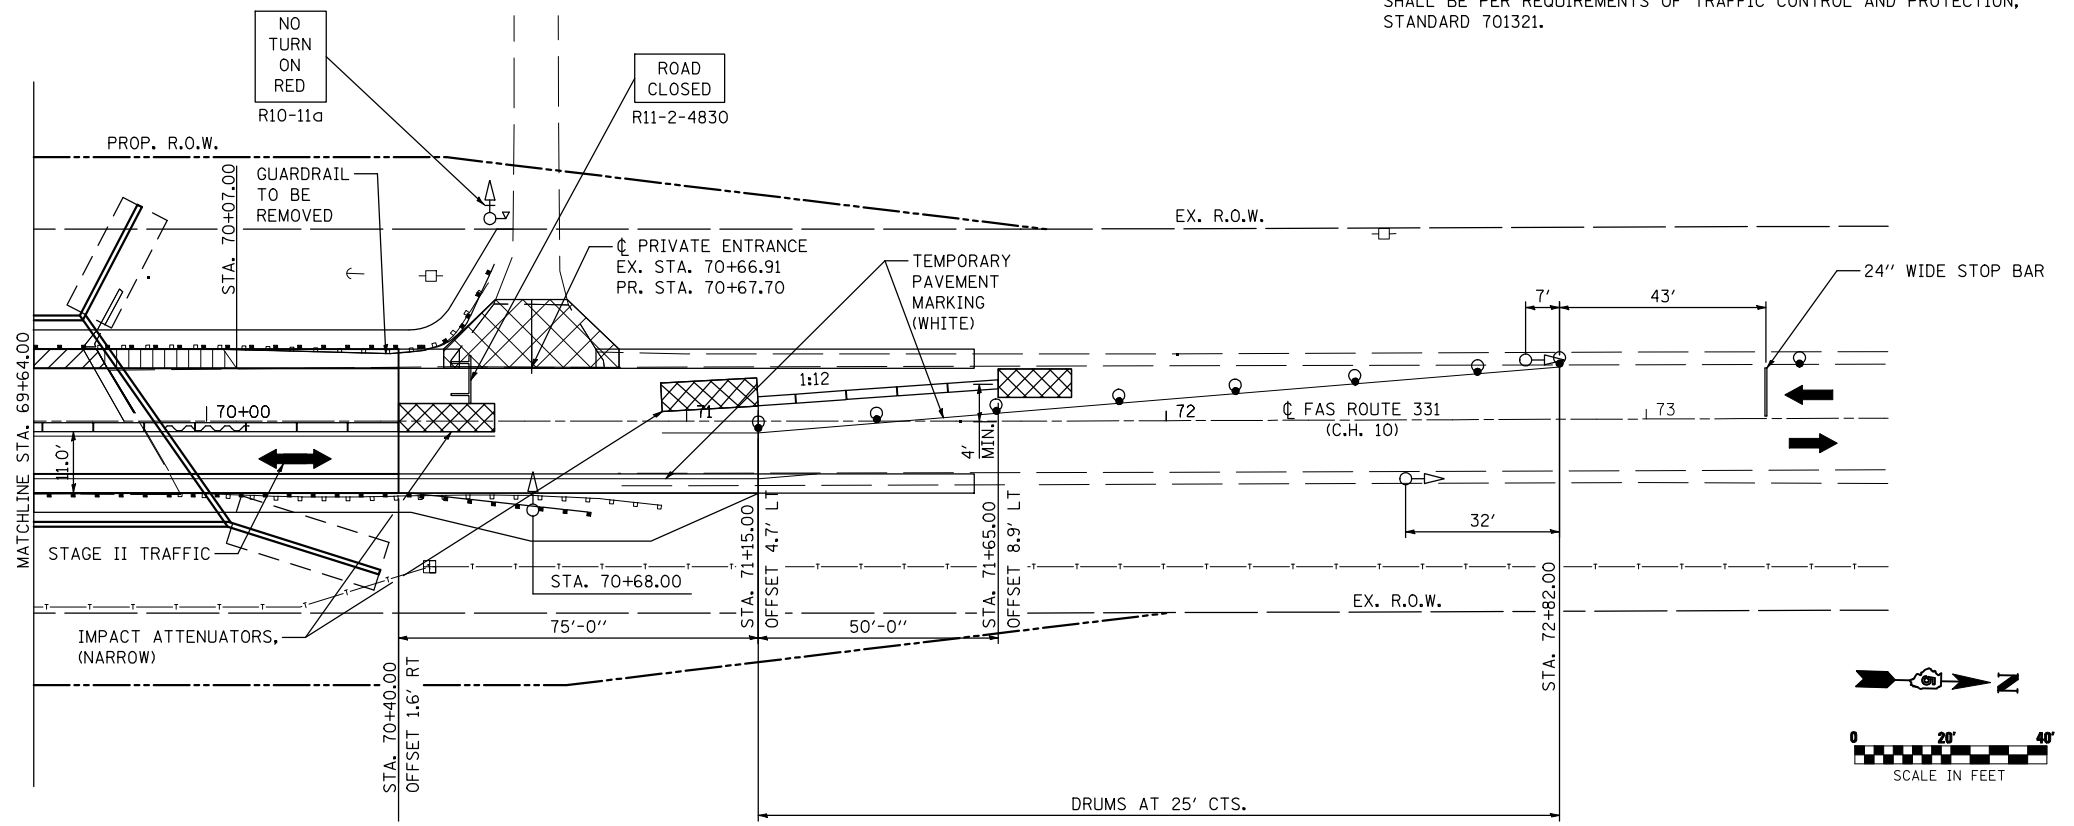 SHALL BE PER REQUIREMENTS OF TRAFFIC CONTROL AND PROTECTION,
STANDARD 701321.
NO
TURN
ON
RED
R10-11a
ROAD
CLOSED
R11-2-4830
PROP. R.O.W.
STA. 70+07.00
GUARDRAIL
TO BE
REMOVED
℄ PRIVATE ENTRANCE
EX. STA. 70+66.91
PR. STA. 70+67.70
TEMPORARY
PAVEMENT
MARKING
(WHITE)
EX. R.O.W.
24'' WIDE STOP BAR
7'
43'
MATCHLINE STA. 69+64.00
1:12
70+00
71
72
73
℄ FAS ROUTE 331
(C.H. 10)
11.0'
4'
MIN.
STAGE II TRAFFIC
32'
STA. 70+68.00
STA. 71+15.00
OFFSET 4.7' LT
STA. 71+65.00
OFFSET 8.9' LT
STA. 72+82.00
EX. R.O.W.
IMPACT ATTENUATORS,
(NARROW)
75'-0''
50'-0''
STA. 70+40.00
OFFSET 1.6' RT
N
0 20' 40'
SCALE IN FEET
DRUMS AT 25' CTS.